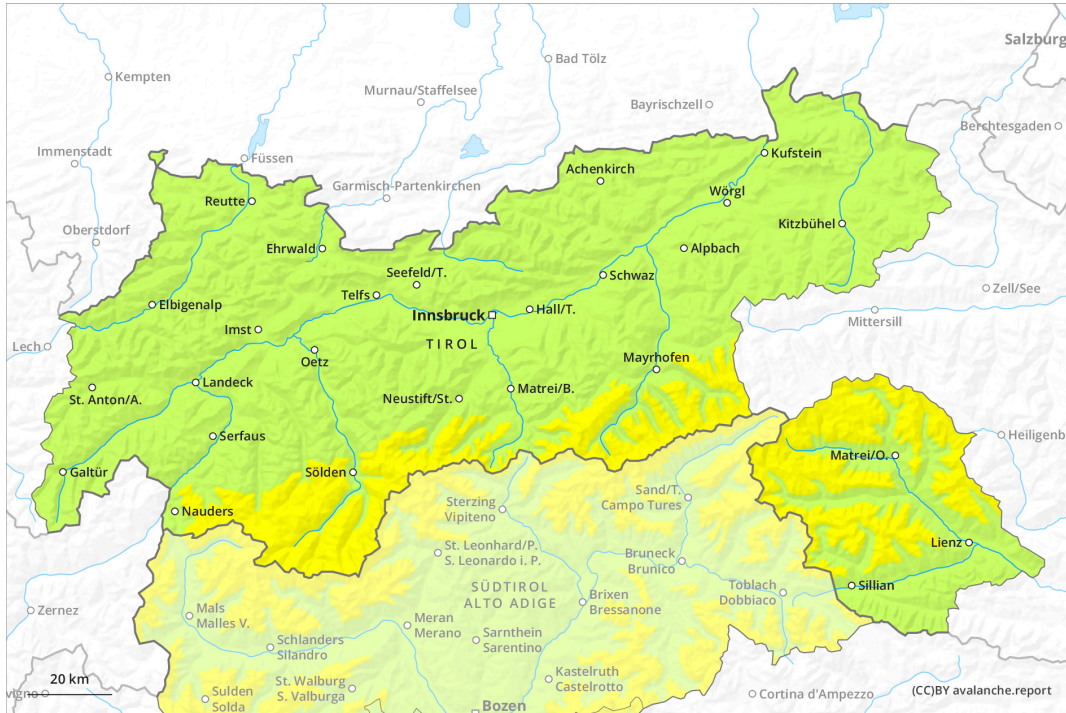 Salzburg
Bad Tölz
Kempten
Murnau/Staffelsee
Bayrischzell
Berchtesgaden
Immenstadt
Füssen
Kufstein
Achenkirch
Garmisch-Partenkirchen
Reutte
Wörgl
Oberstdorf
Kitzbühel
Ehrwald
Alpbach
Seefeld/T.
Schwaz
Zell/See
Telfs
Elbigenalp
Innsbruck
Hall/T.
Mittersill
Imst
Lech
TIROL
Oetz
Mayrhofen
Landeck
St. Anton/A.
Neustift/St.
Matrei/B.
Serfaus
Heiligenb
Matrei/O.
Galtür
Sölden
Sand/T.
Campo Tures
Sterzing
Vipiteno
Nauders
Lienz
St. Leonhard/P.
S. Leonardo i. P.
Bruneck
Brunico
SÜDTIROL
ALTO ADIGE
Toblach
Dobbiaco
Sillian
Brixen
Bressanone
Zernez
Mals
Malles V.
Meran
Merano
Sarnthein
Sarentino
Schlanders
Silandro
20 km
St. Walburg
S. Valburga
Kastelruth
Castelrotto
vigno
Sulden
Solda
Cortina d'Ampezzo
(CC)BY avalanche.report
Bozen